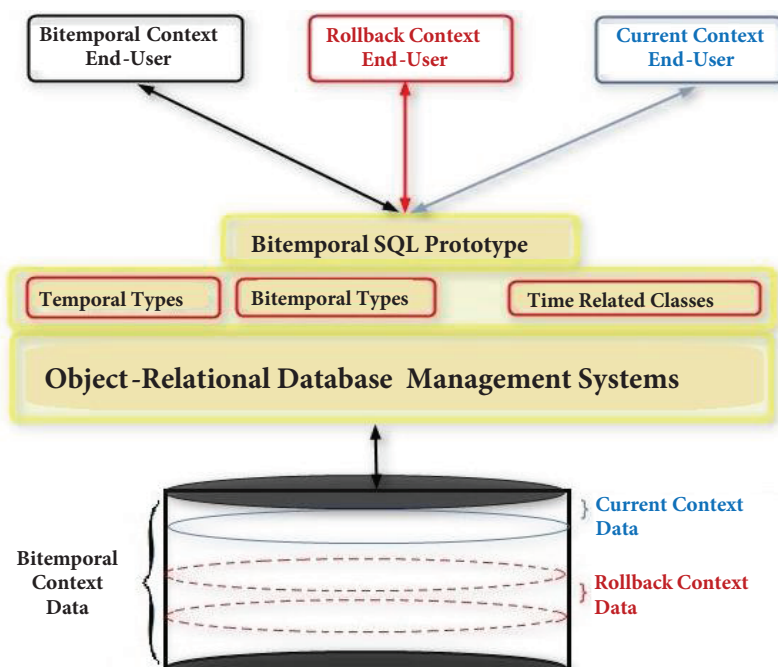 Bitemporal Context
End-User
Rollback Context
End-User
Current Context
End-User
Bitemporal SQL Prototype
Temporal Types
Bitemporal Types
Time Related Classes
Object-Relational Database Management Systems
Bitemporal
Context
Data
Current Context
Data
Rollback Context
Data